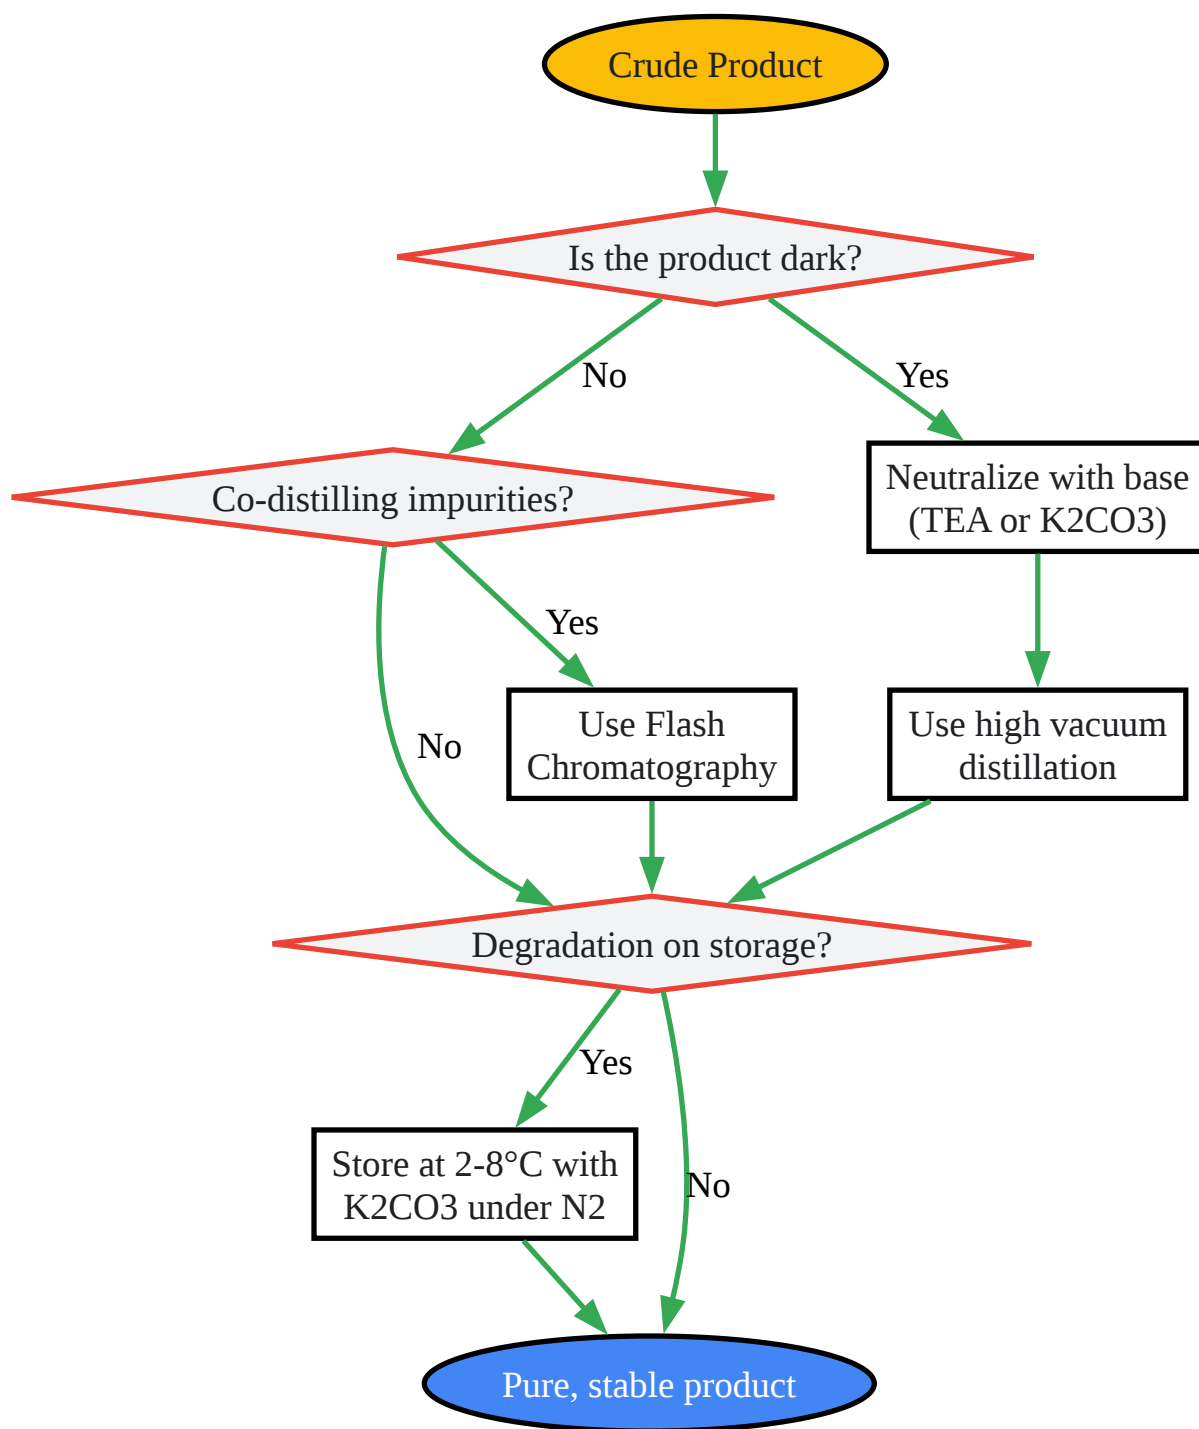 Crude Product
Is the product dark?
No
Yes
Co-distilling impurities?
Neutralize with base
(TEA or K2CO3)
Yes
No
Use Flash
Chromatography
Use high vacuum
distillation
Degradation on storage?
Yes
No
Store at 2-8°C with
K2CO3 under N2
Pure, stable product